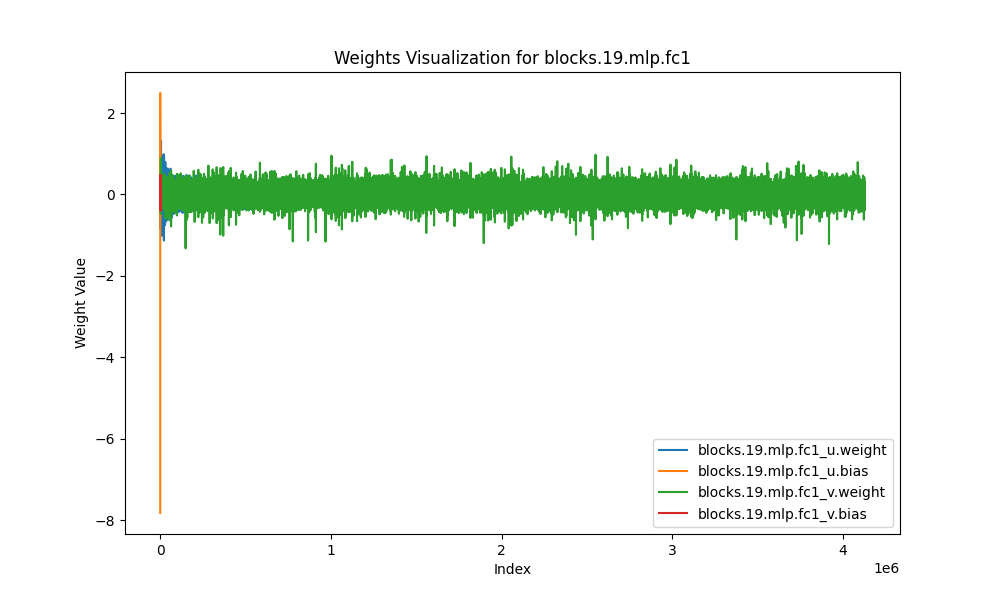 Weights Visualization for blocks.19.mlp.fc1
Weight Value
2
0
−2
−4
−6
−8
0
1
2
3
4
1e6
Index
blocks.19.mlp.fc1_u.weight
blocks.19.mlp.fc1_u.bias
blocks.19.mlp.fc1_v.weight
blocks.19.mlp.fc1_v.bias